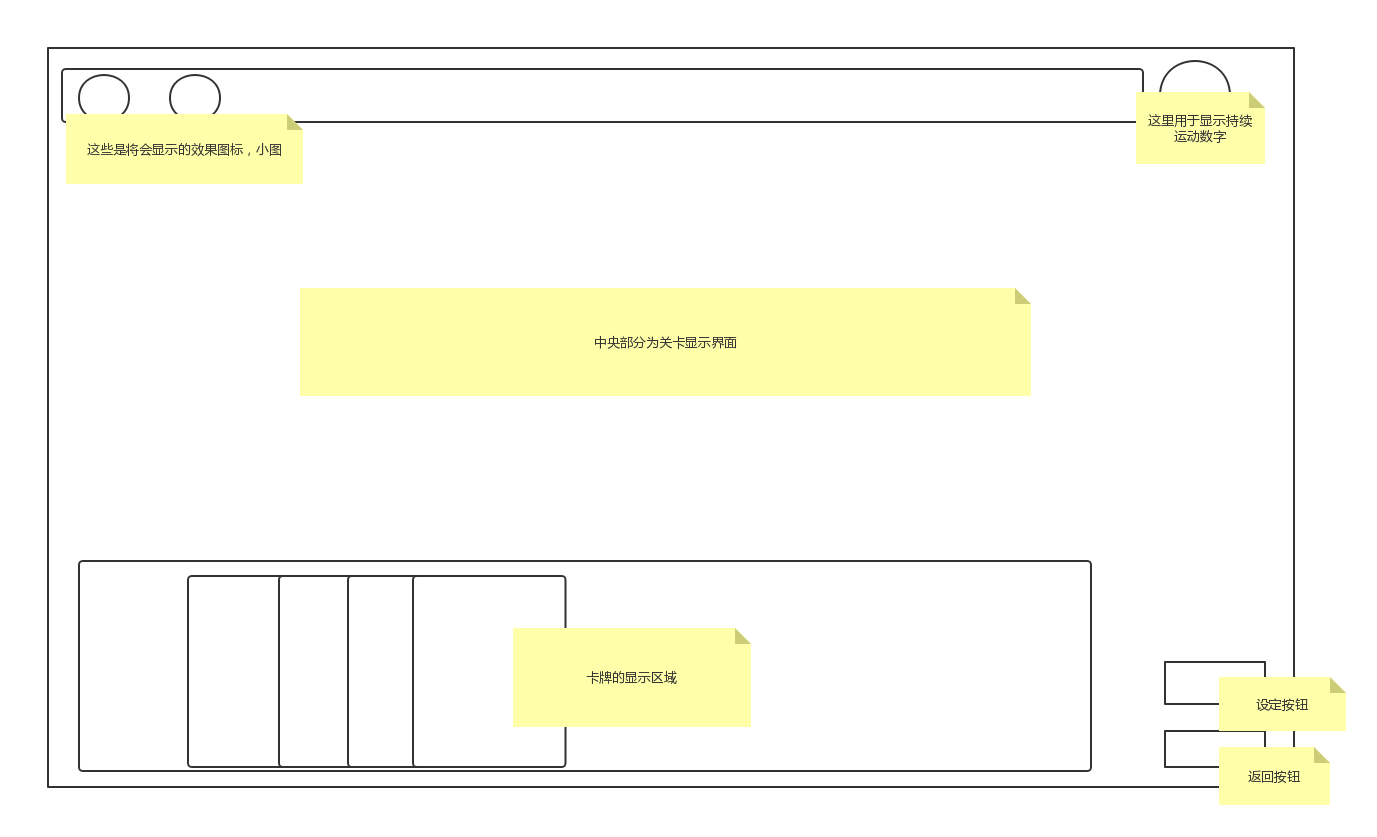 这里用于显示持续
运动数字
这些是将会显示的效果图标，小图
中央部分为关卡显示界面
卡牌的显示区域
设定按钮
返回按钮